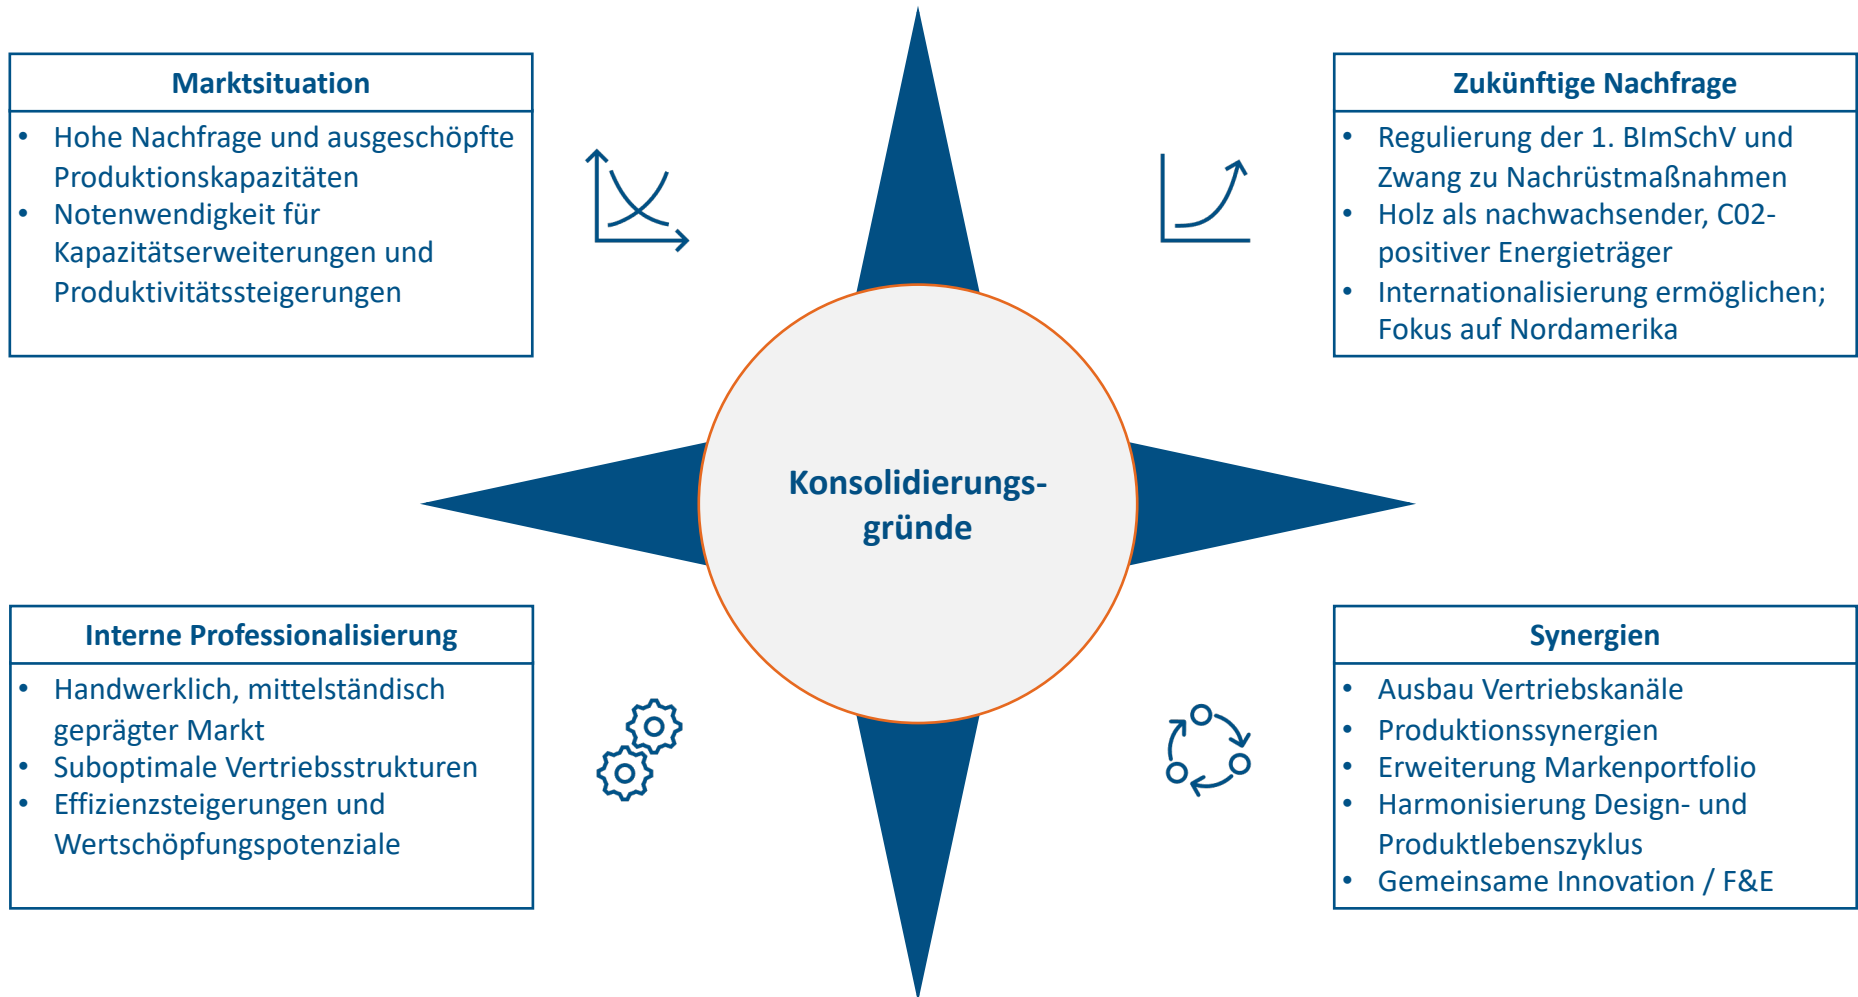 Marktsituation
• Hohe Nachfrage und ausgeschöpfte
Produktionskapazitäten
• Notenwendigkeit für
Kapazitätserweiterungen und
Produktivitätssteigerungen
Zukünftige Nachfrage
• Regulierung der 1. BImSchV und
Zwang zu Nachrüstmaßnahmen
• Holz als nachwachsender, C02-
positiver Energieträger
• Internationalisierung ermöglichen;
Fokus auf Nordamerika
Konsolidierungs-
gründe
Interne Professionalisierung
• Handwerklich, mittelständisch
geprägter Markt
• Suboptimale Vertriebsstrukturen
• Effizienzsteigerungen und
Wertschöpfungspotenziale
Synergien
• Ausbau Vertriebskanäle
• Produktionssynergien
• Erweiterung Markenportfolio
• Harmonisierung Design- und
Produktlebenszyklus
• Gemeinsame Innovation / F&E